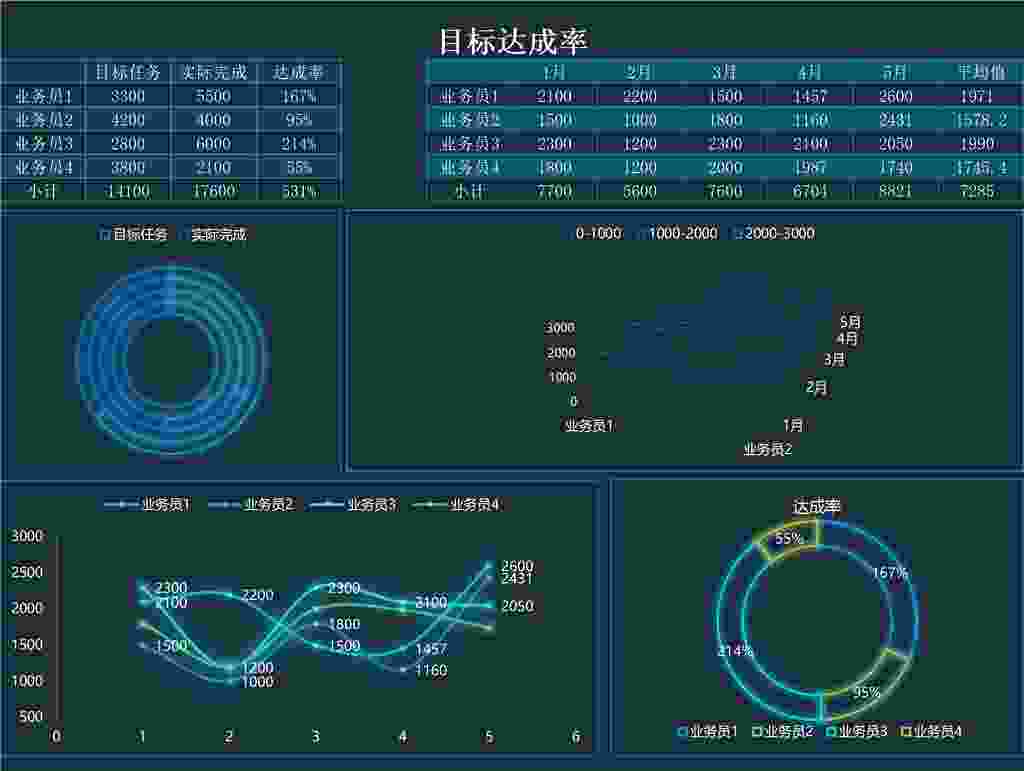 目标达成率
目标任务 实际完成 达成率
业务员1 3300 5500 167%
业务员2 4200 4000 95%
业务员3 2800 6000 214%
业务员4 3800 2100 55%
小计 14100 17600 531%
1月 2月 3月 4月 5月 平均值
业务员1 2100 2200 1500 1457 2600 1971
业务员2 1500 1000 1800 1160 2431 1578.2
业务员3 2300 1200 2300 2100 2050 1990
业务员4 1800 1200 2000 1987 1740 1745.4
小计 7700 5600 7600 6704 8821 7285
目标任务 实际完成
0-1000 1000-2000 2000-3000
3000
2000
1000
0
5月
4月
3月
2月
1月
业务员1
业务员2
业务员1 业务员2 业务员3 业务员4
3000
2500
2000
1500
1000
500
0 1 2 3 4 5 6
2300
2100
1500
2200
1200
1000
2300
1800
1500
2100
1457
1160
2600
2431
2050
达成率
55%
167%
214%
95%
业务员1 业务员2 业务员3 业务员4